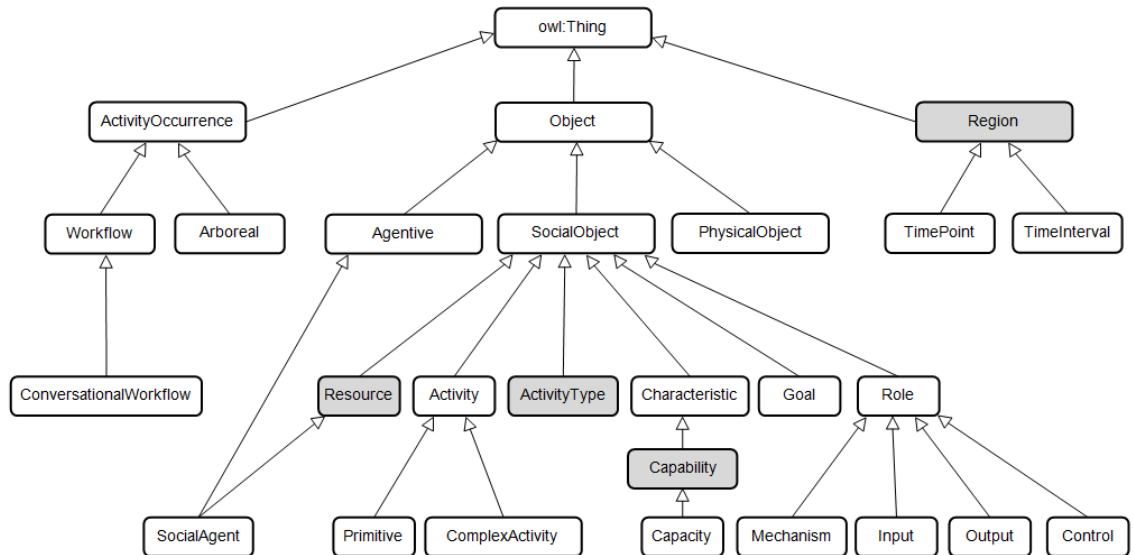 owl:Thing
ActivityOccurrence
Object
Region
Workflow
Arboreal
Agentive
SocialObject
PhysicalObject
TimePoint
TimeInterval
ConversationalWorkflow
Resource
Activity
ActivityType
Characteristic
Goal
Role
Capability
SocialAgent
Primitive
ComplexActivity
Capacity
Mechanism
Input
Output
Control